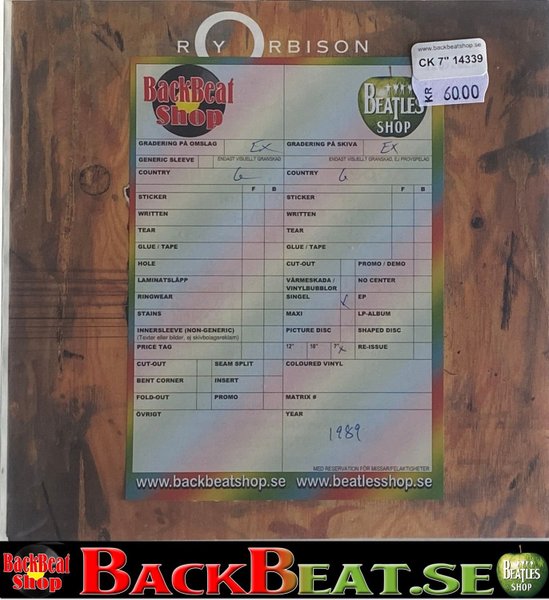 ROY ORBISON
www.backbeatshop.se
CK 7" 14339
KR 60.00
BackBeat
Shop
BEATLES
SHOP
GRADERING PÅ OMSLAG EX
GRADERING PÅ SKIVA EX
GENERIC SLEEVE
ENDAST VISUELLT GRANSKAD
ENDAST VISUELLT GRANSKAD, EJ PROVSPELAD
COUNTRY G
COUNTRY G
F B
F B
STICKER
STICKER
WRITTEN
WRITTEN
TEAR
TEAR
GLUE / TAPE
GLUE / TAPE
HOLE
CUT-OUT
PROMO / DEMO
LAMINATSLÄPP
VÄRMESKADA /
VINYLBUBBLOR
NO CENTER
RINGWEAR
SINGEL
EP
STAINS
MAXI
LP-ALBUM
INNERSLEEVE (NON-GENERIC)
(Texter eller bilder, ej skivbolagsreklam)
PICTURE DISC
SHAPED DISC
PRICE TAG
12" 10" 7" X
RE-ISSUE
CUT-OUT
SEAM SPLIT
COLOURED VINYL
BENT CORNER
INSERT
FOLD-OUT
PROMO
MATRIX #
ÖVRIGT
YEAR
1989
MED RESERVATION FÖR MISSAR/FELAKTIGHETER
www.backbeatshop.se
www.beatlesshop.se
BackBeat
Shop
BACKBEAT.SE
BEATLES
SHOP